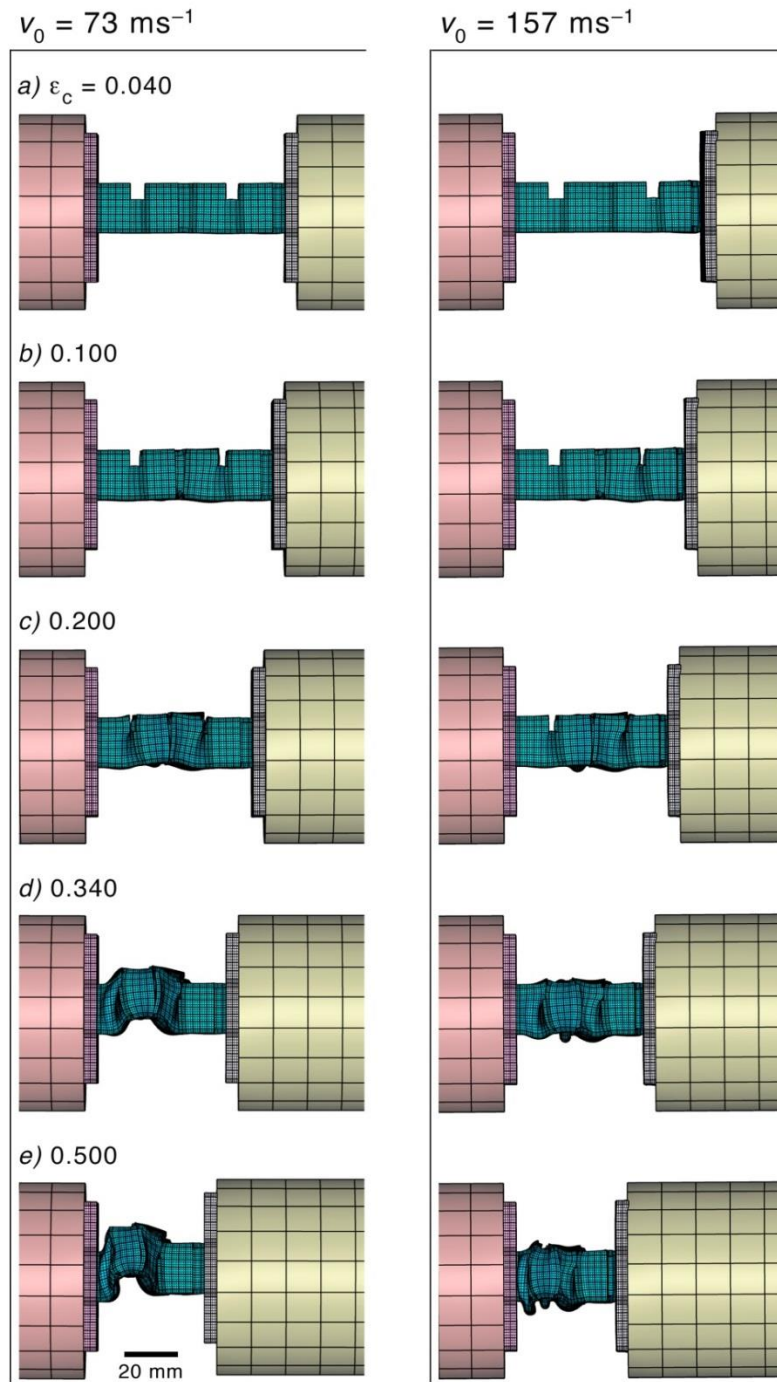 v₀ = 73 ms⁻¹
v₀ = 157 ms⁻¹
a) ε_c = 0.040
b) 0.100
c) 0.200
d) 0.340
e) 0.500
20 mm